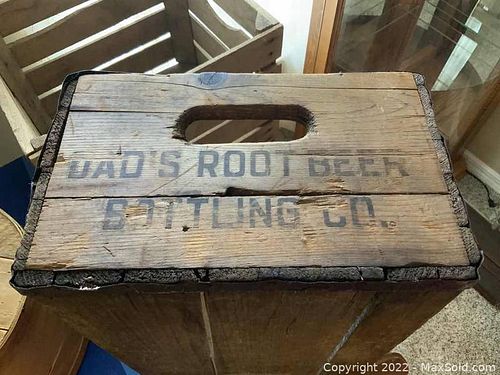 DAD'S ROOT BEER
BOTTLING CO.
Copyright © 2022 - MaxSold.com